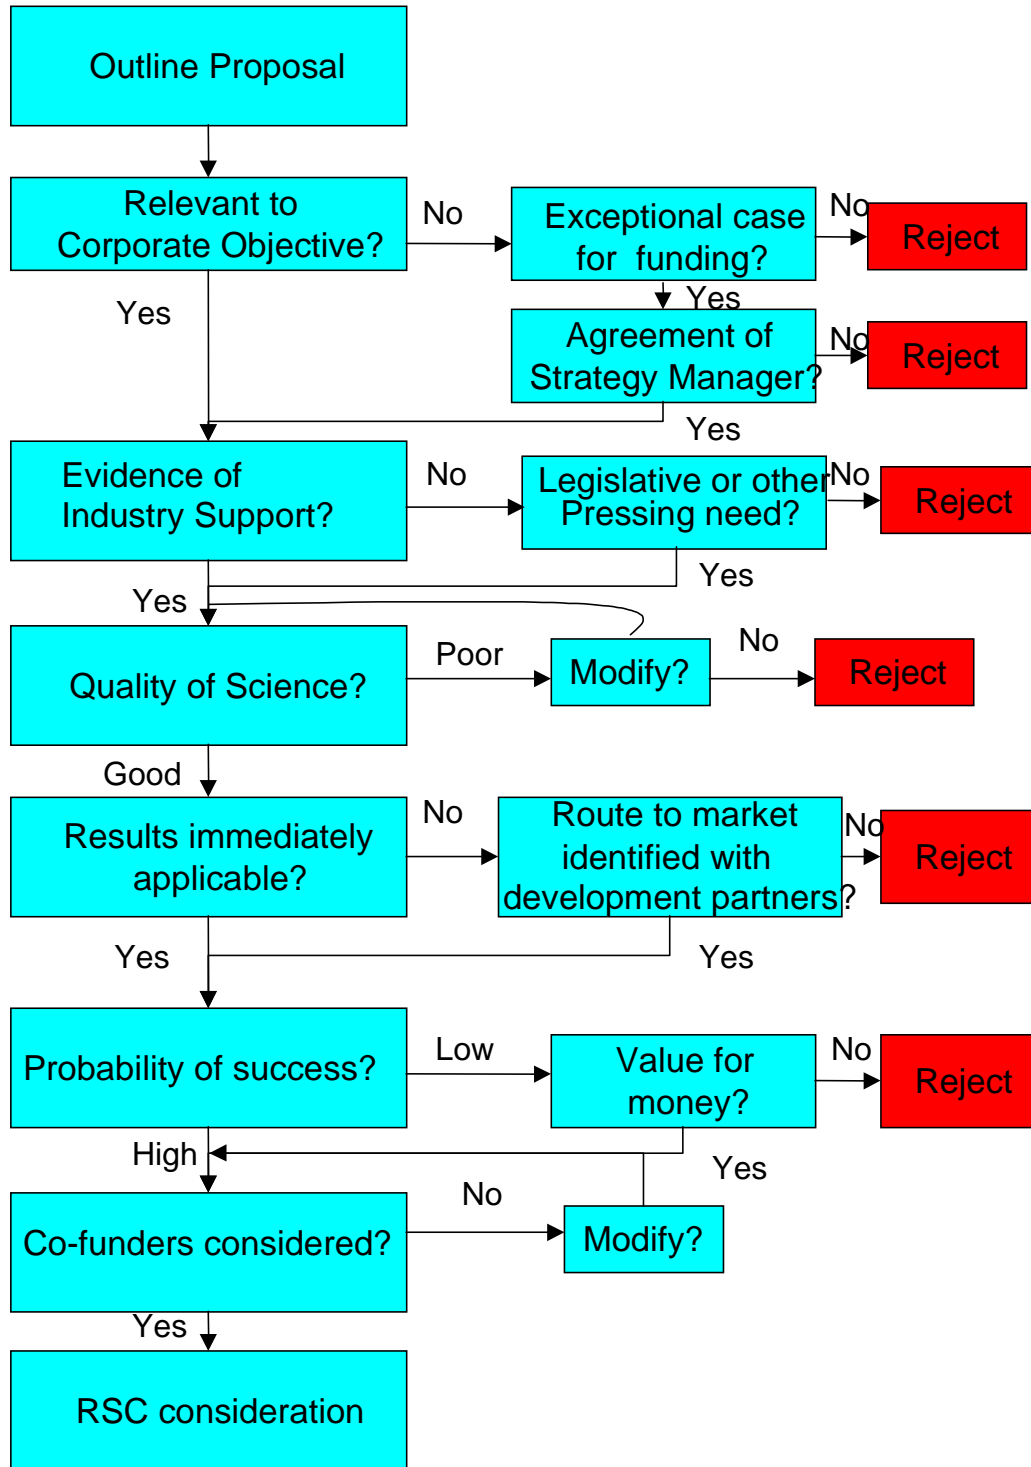 Outline Proposal
Relevant to
Corporate Objective?
No
Exceptional case
for funding?
No
Reject
Yes
Yes
Agreement of
Strategy Manager?
No
Reject
Yes
Evidence of
Industry Support?
No
Legislative or other
Pressing need?
No
Reject
Yes
Yes
Quality of Science?
Poor
Modify?
No
Reject
Good
Results immediately
applicable?
No
Route to market
identified with
development partners?
No
Reject
Yes
Yes
Probability of success?
Low
Value for
money?
No
Reject
High
Yes
Co-funders considered?
No
Modify?
Yes
RSC consideration